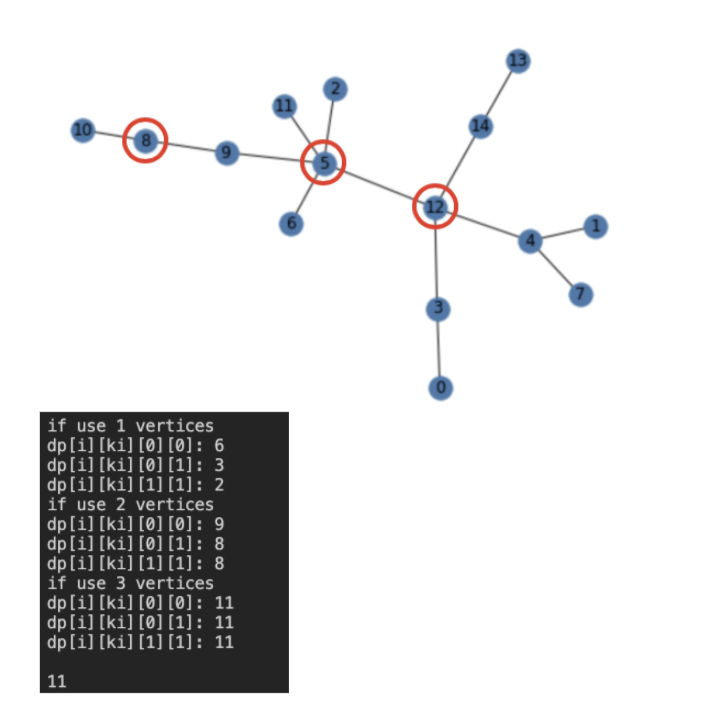 13
2
11
14
10
8
9
5
12
6
1
4
7
3
0
if use 1 vertices
dp[i][ki][0][0]: 6
dp[i][ki][0][1]: 3
dp[i][ki][1][1]: 2
if use 2 vertices
dp[i][ki][0][0]: 9
dp[i][ki][0][1]: 8
dp[i][ki][1][1]: 8
if use 3 vertices
dp[i][ki][0][0]: 11
dp[i][ki][0][1]: 11
dp[i][ki][1][1]: 11
11